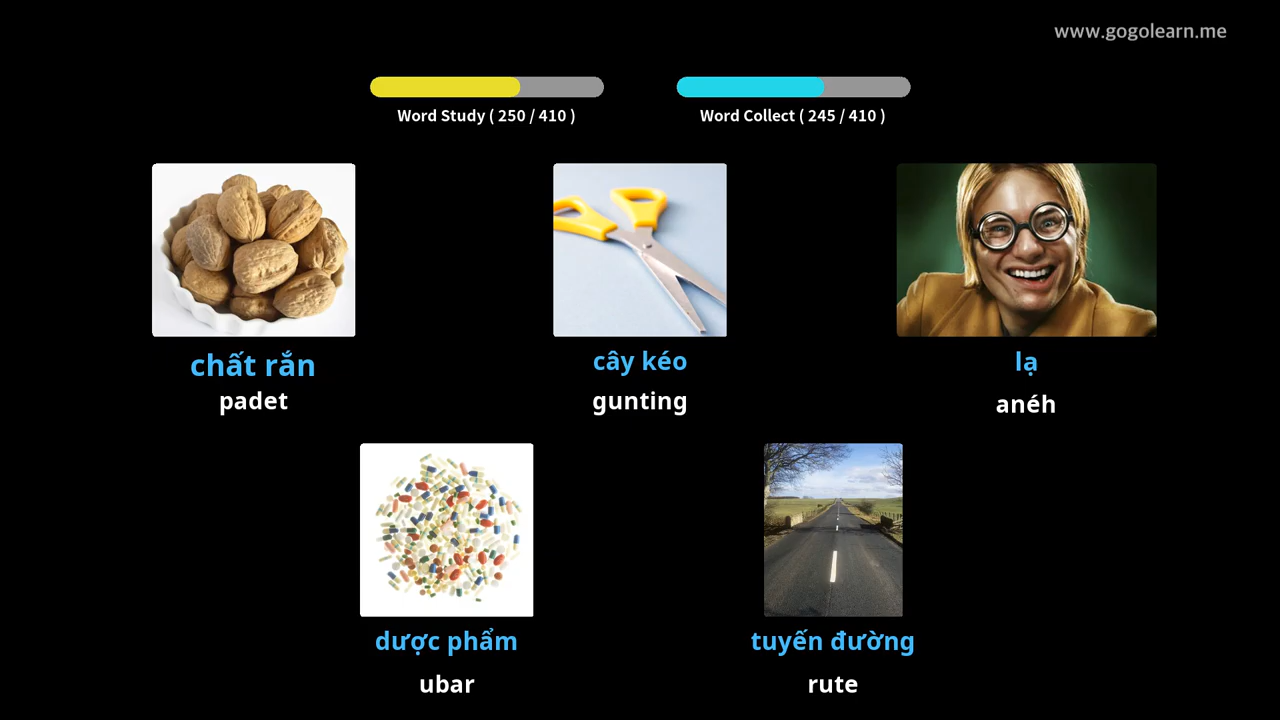 www.gogolearn.me
Word Study ( 250 / 410 )
Word Collect ( 245 / 410 )
chất rắn
padet
cây kéo
gunting
lạ
anéh
dược phẩm
ubar
tuyến đường
rute